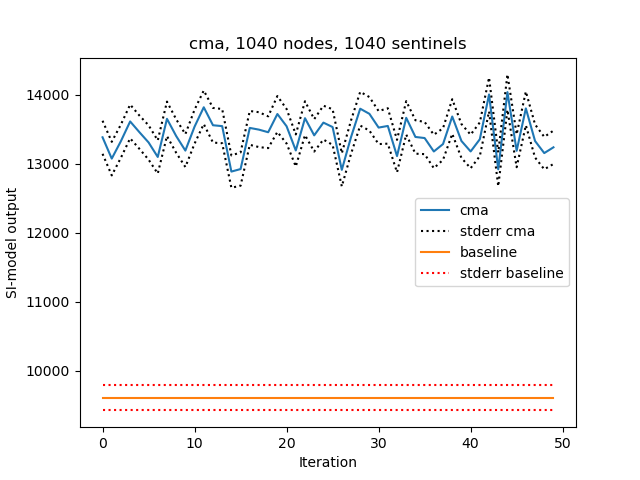 cma, 1040 nodes, 1040 sentinels
14000
13000
12000
11000
10000
SI-model output
cma
stderr cma
baseline
stderr baseline
0 10 20 30 40 50
Iteration